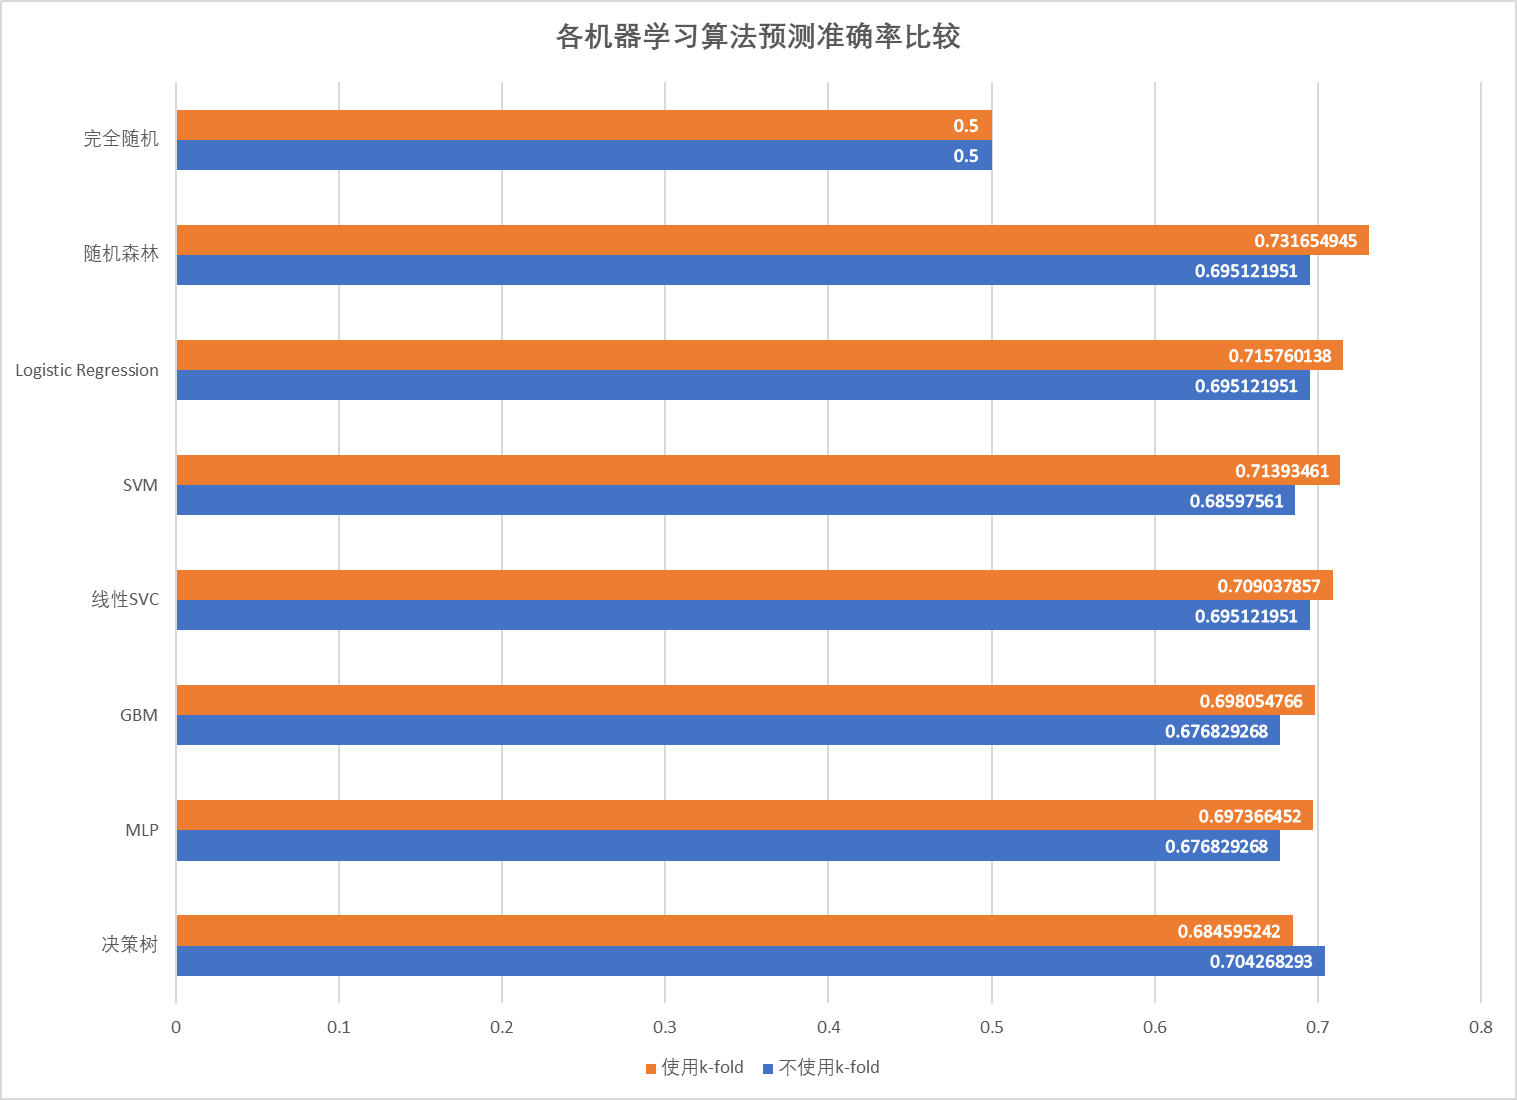 各机器学习算法预测准确率比较
完全随机
0.5
0.5
随机森林
0.731654945
0.695121951
Logistic Regression
0.715760138
0.695121951
SVM
0.71393461
0.68597561
线性SVC
0.709037857
0.695121951
GBM
0.698054766
0.676829268
MLP
0.697366452
0.676829268
决策树
0.684595242
0.704268293
0 0.1 0.2 0.3 0.4 0.5 0.6 0.7 0.8
使用k-fold 不使用k-fold